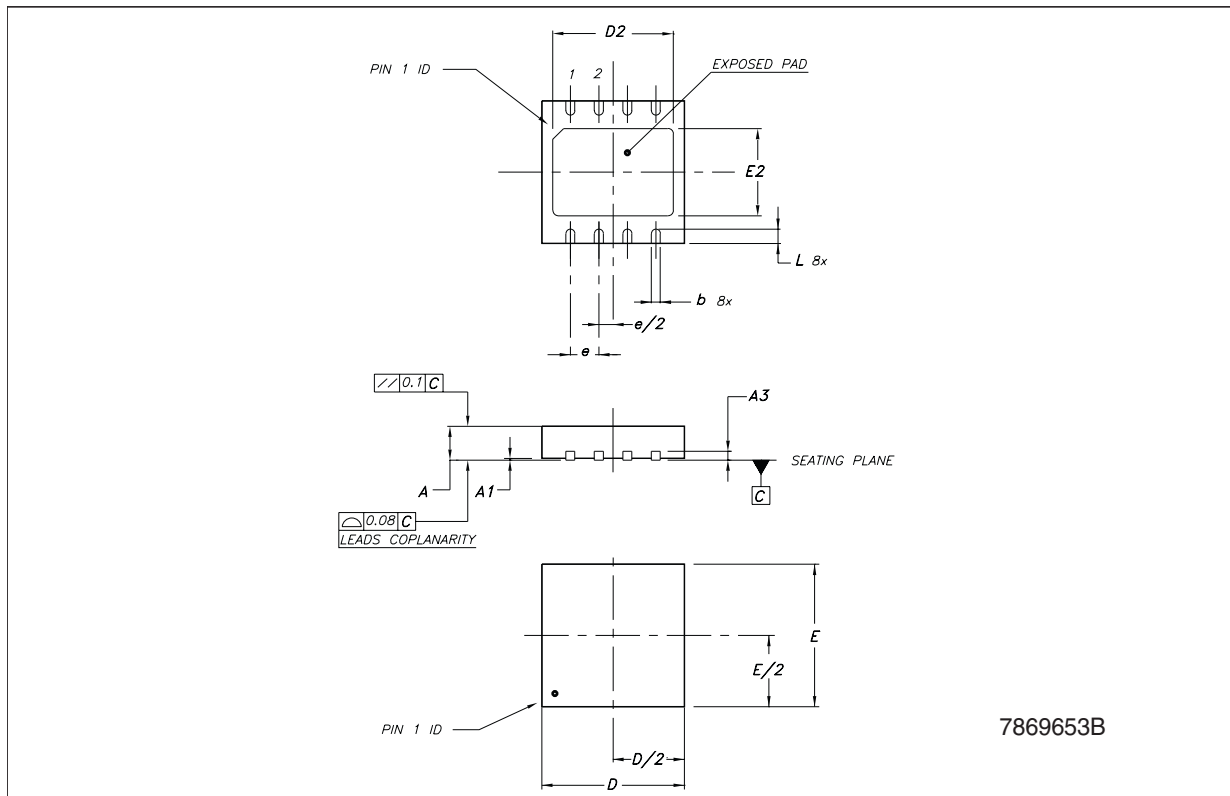 D2
PIN 1 ID
1 2
EXPOSED PAD
E2
L 8x
b 8x
e/2
e
// 0.1 C
A3
SEATING PLANE
A A1
C
⌓ 0.08 C
LEADS COPLANARITY
E
E/2
PIN 1 ID
7869653B
D/2
D